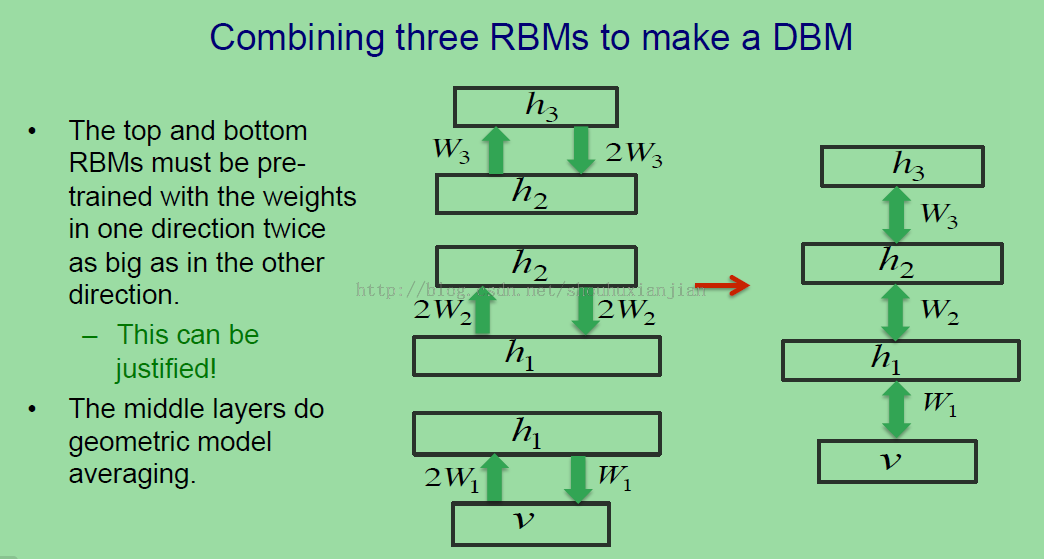 Combining three RBMs to make a DBM
• The top and bottom
RBMs must be pre-
trained with the weights
in one direction twice
as big as in the other
direction.
– This can be
justified!
• The middle layers do
geometric model
averaging.
h3
W3 2W3
h2
h2
2W2 2W2
h1
h1
2W1 W1
v
h3
W3
h2
W2
h1
W1
v